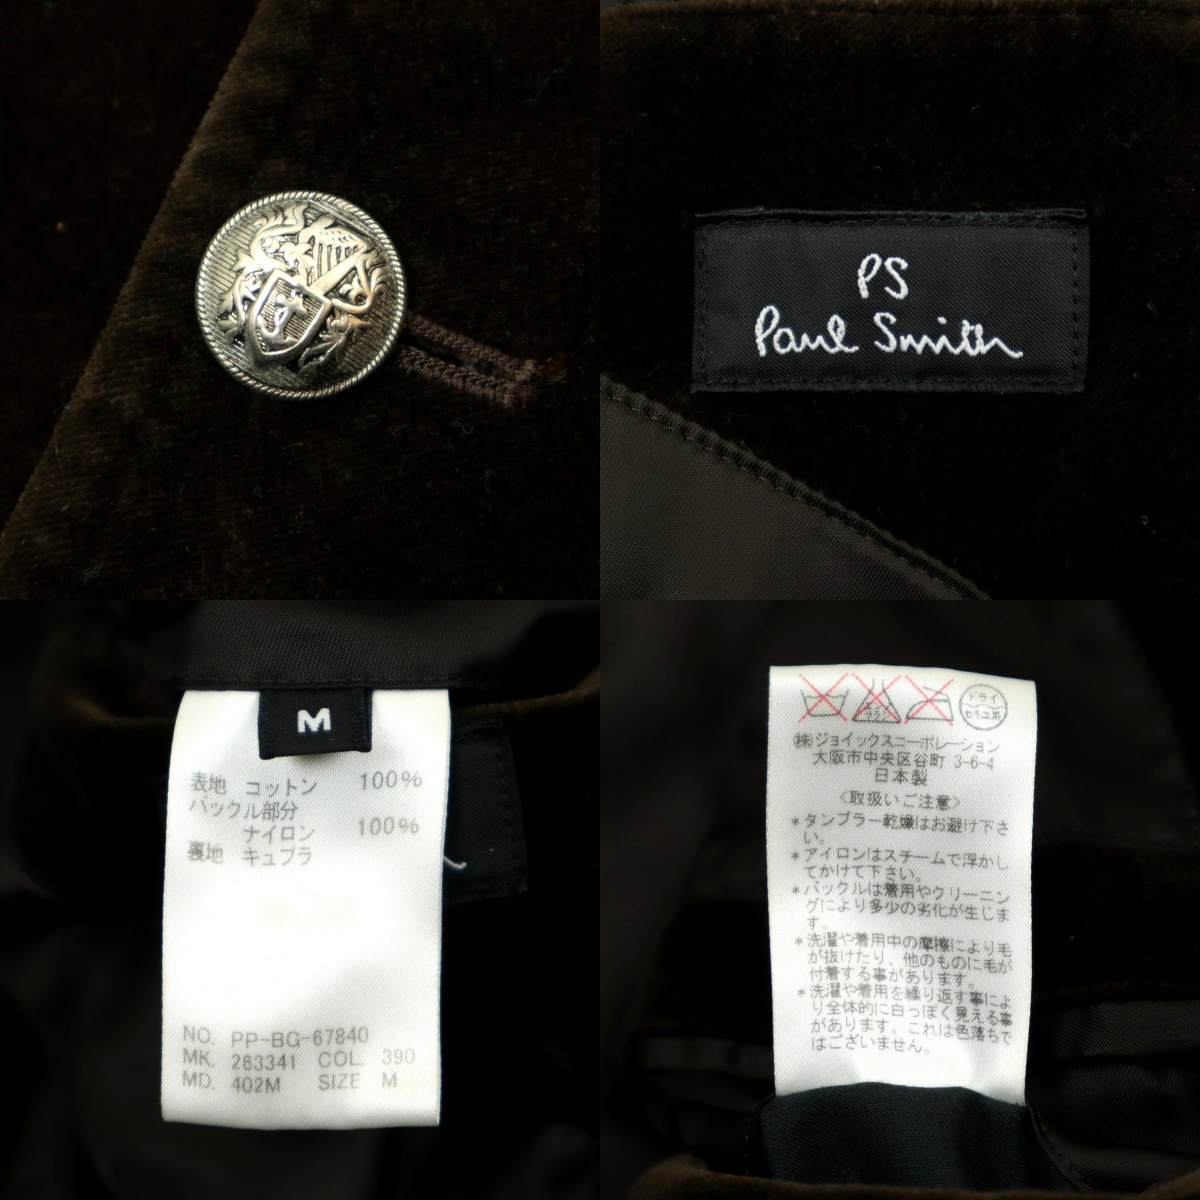 PS
Paul Smith
M
表地 コットン 100%
バックル部分
ナイロン 100%
裏地 キュプラ
NO. PP-BG-67840
MK. 263341 COL. 390
MD. 402M SIZE M
エンソ
サラシ
ドライ
セキユ系
㈱ジョイックスコーポレーション
大阪市中央区谷町 3-6-4
日本製
〈取扱いご注意〉
*タンブラー乾燥はお避け下さ
い。
*アイロンはスチームで浮かし
てかけて下さい。
*バックルは着用やクリーニン
グにより多少の劣化が生じま
す。
*洗濯や着用中の摩擦により毛
が抜けたり、他のものに毛が
付着する事があります。
*洗濯や着用を繰り返す事によ
り全体的に白っぽく見える事
があります。これは色落ちで
はございません。